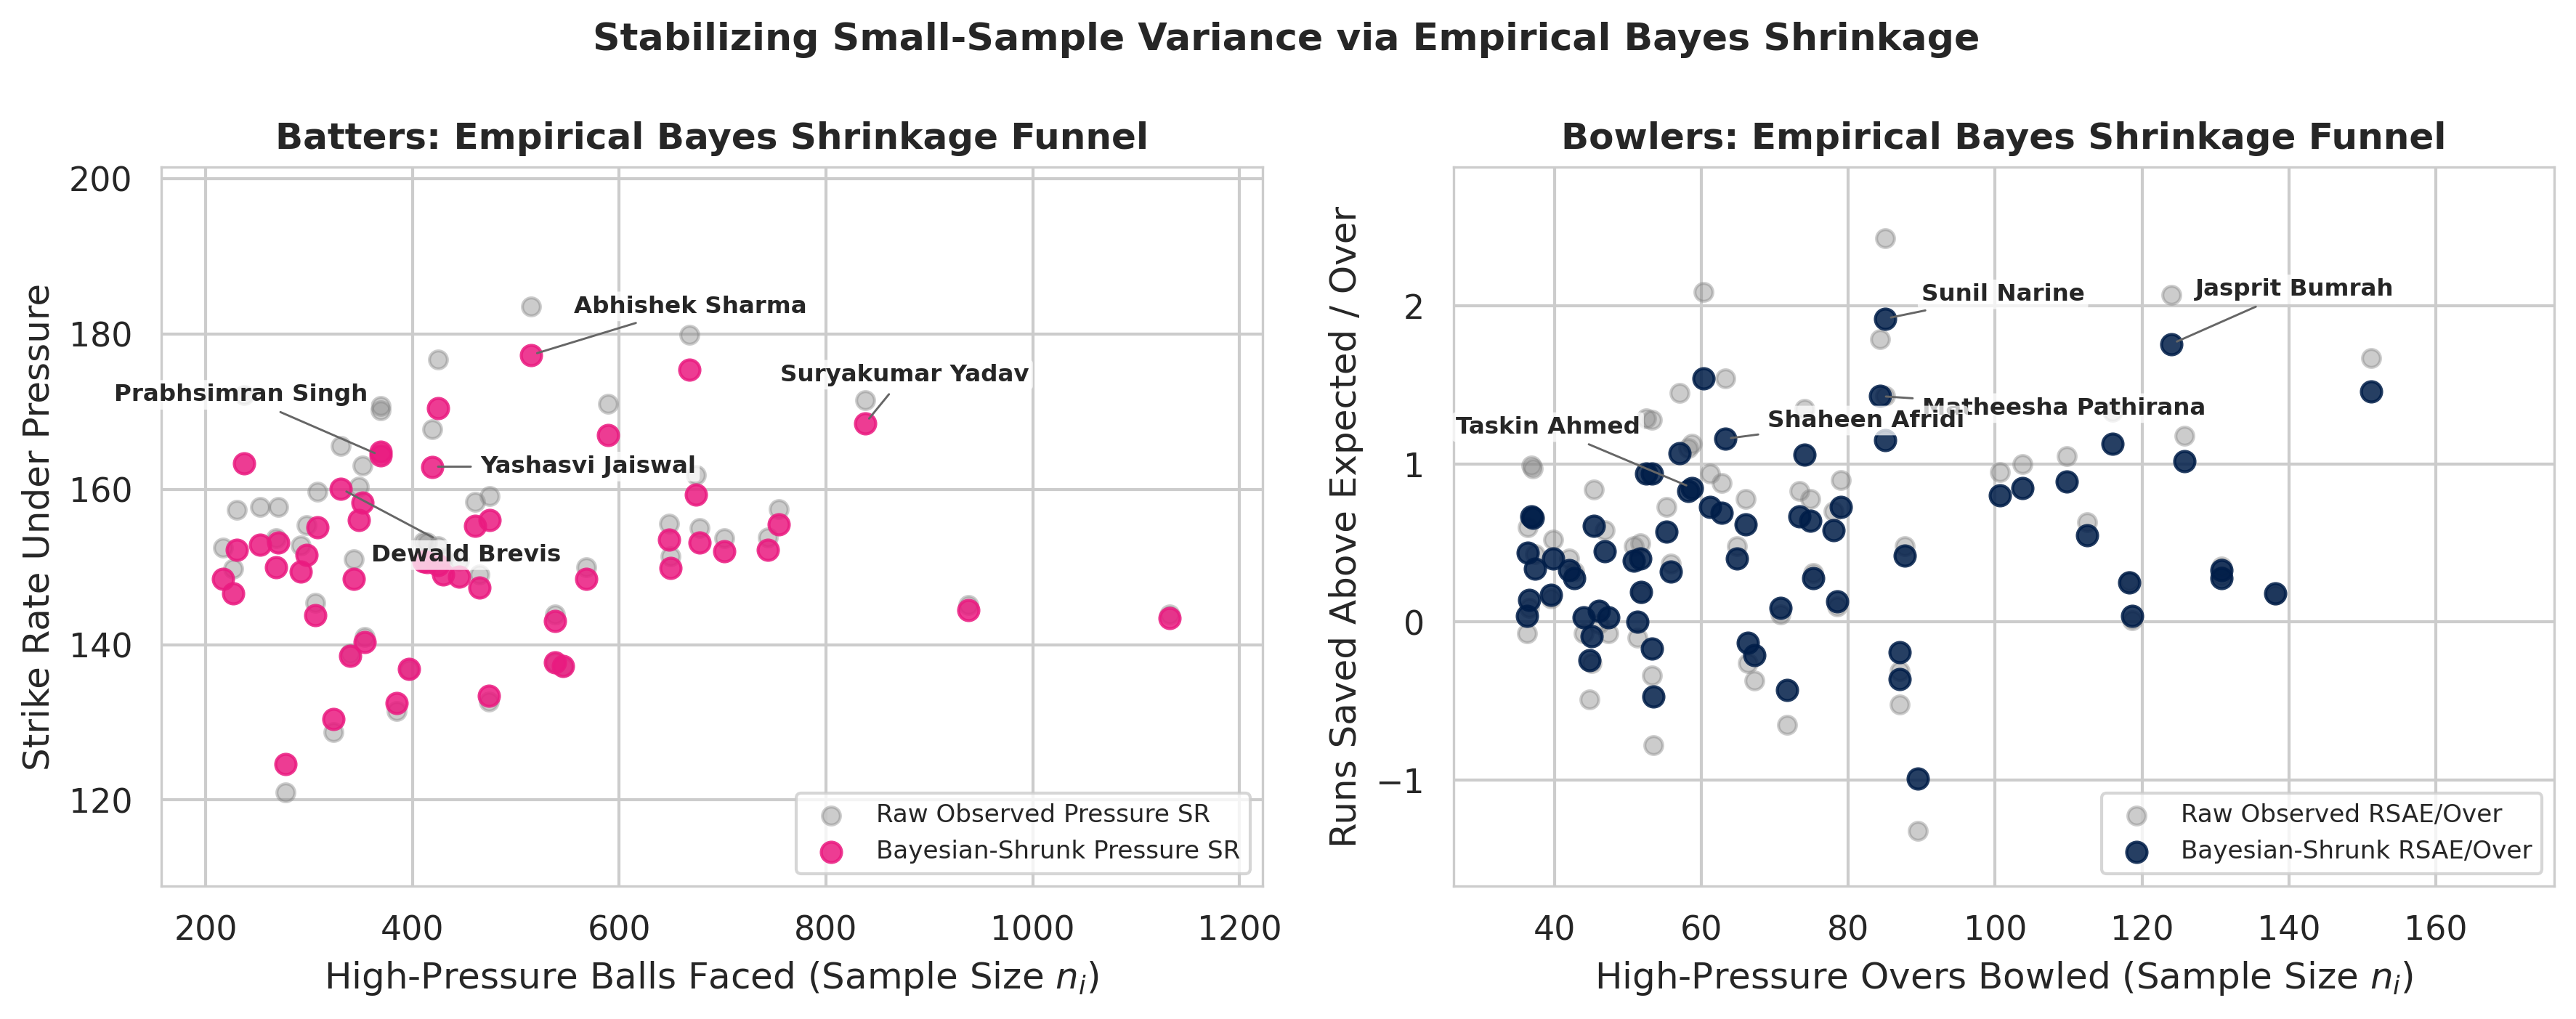 Stabilizing Small-Sample Variance via Empirical Bayes Shrinkage
Batters: Empirical Bayes Shrinkage Funnel
Strike Rate Under Pressure
200
180
160
140
120
Abhishek Sharma
Suryakumar Yadav
Prabhsimran Singh
Yashasvi Jaiswal
Dewald Brevis
Raw Observed Pressure SR
Bayesian-Shrunk Pressure SR
200 400 600 800 1000 1200
High-Pressure Balls Faced (Sample Size n_i)
Bowlers: Empirical Bayes Shrinkage Funnel
Runs Saved Above Expected / Over
2
1
0
−1
Sunil Narine
Jasprit Bumrah
Matheesha Pathirana
Shaheen Afridi
Taskin Ahmed
Raw Observed RSAE/Over
Bayesian-Shrunk RSAE/Over
40 60 80 100 120 140 160
High-Pressure Overs Bowled (Sample Size n_i)